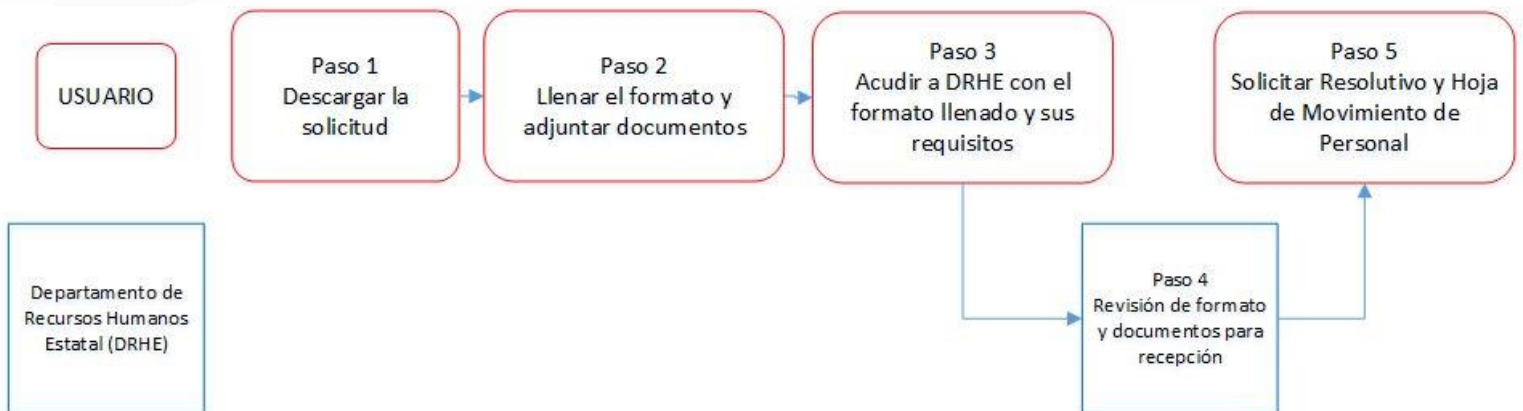 USUARIO
Paso 1
Descargar la
solicitud
Paso 2
Llenar el formato y
adjuntar documentos
Paso 3
Acudir a DRHE con el
formato llenado y sus
requisitos
Paso 5
Solicitar Resolutivo y Hoja
de Movimiento de
Personal
Departamento de
Recursos Humanos
Estatal (DRHE)
Paso 4
Revisión de formato
y documentos para
recepción